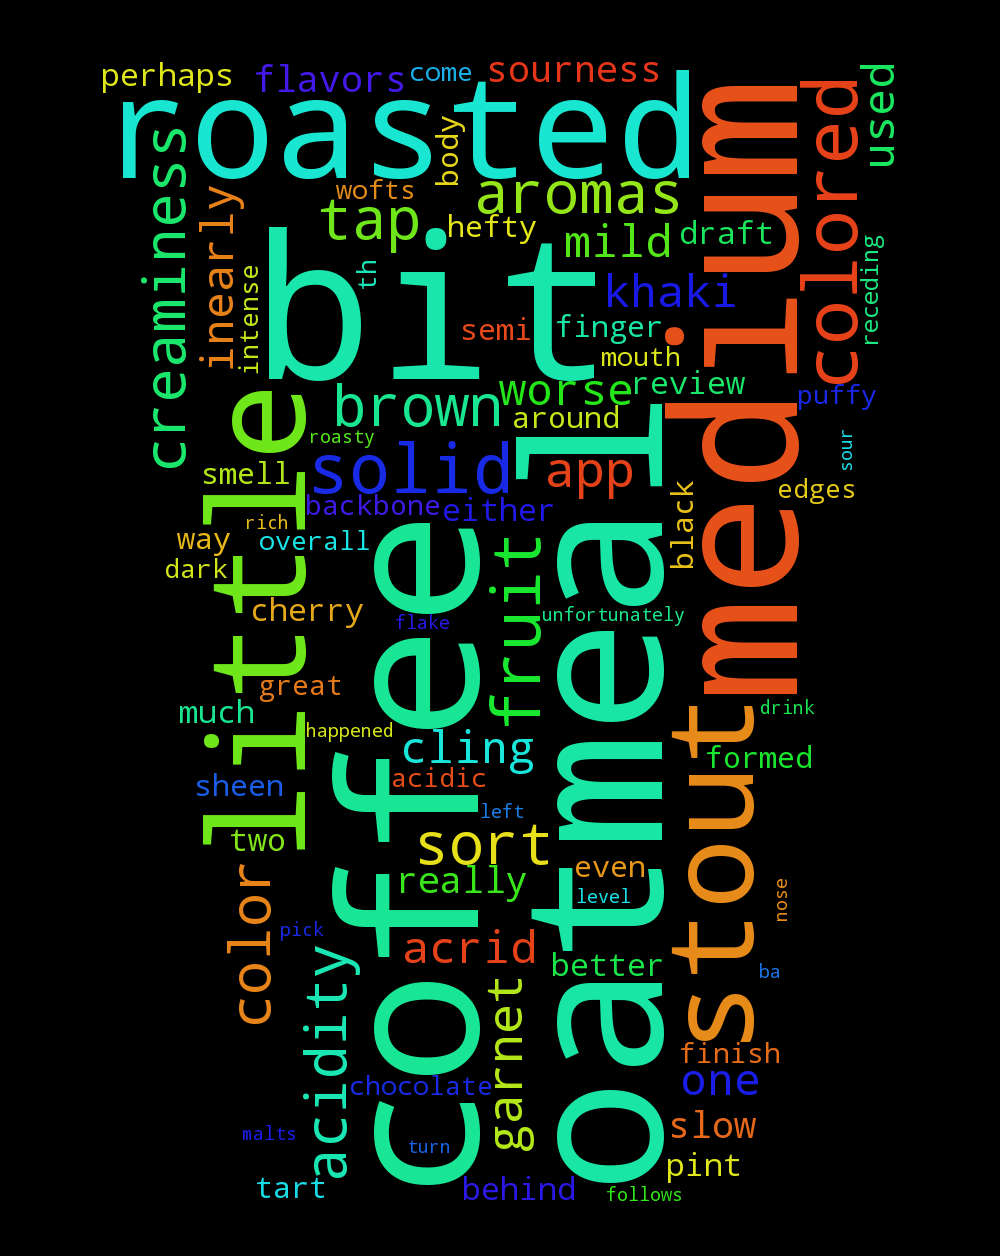 perhaps
flavors
come
sourness
roasted
used
colored
medium
body
creaminess
inearly
wofts
aromas
tap
hefty
mild
draft
bit
th
intense
khaki
receding
semi
finger
mouth
brown
worse
review
puffy
around
little
roasty
solid
oatmeal
app
sour
smell
backbone
either
black
edges
rich
way
overall
dark
coffee
fruit
cherry
flake
unfortunately
great
much
happened
cling
stout
drink
formed
acidic
sheen
left
two
sort
really
even
level
color
nose
pick
acrid
better
ba
acidity
garnet
finish
chocolate
one
malts
turn
slow
pint
tart
behind
follows